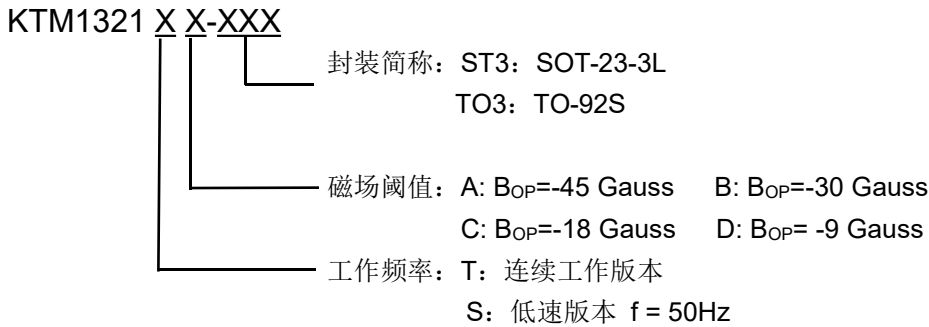 KTM1321 X X-XXX
封装简称：ST3：SOT-23-3L
TO3：TO-92S
磁场阈值：A: BOP=-45 Gauss B: BOP=-30 Gauss
C: BOP=-18 Gauss D: BOP= -9 Gauss
工作频率：T：连续工作版本
S：低速版本 f = 50Hz